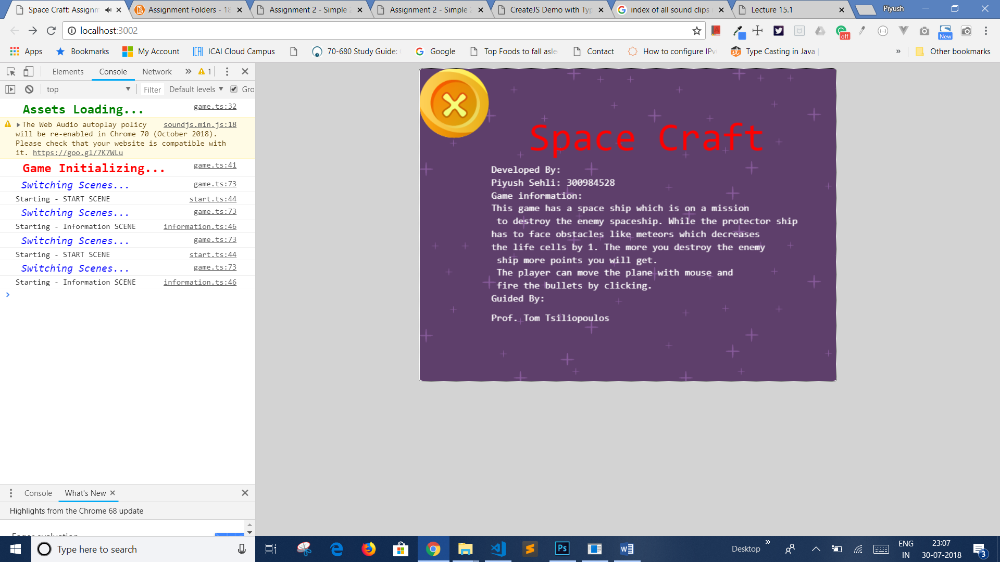 Space Craft: Assignm
Assignment Folders - 18
Assignment 2 - Simple 2
Assignment 2 - Simple 2
CreateJS Demo with Typ
index of all sound clips
Lecture 15.1
Piyush
localhost:3002
off
New
Apps
Bookmarks
My Account
ICAI Cloud Campus
70-680 Study Guide:
Google
Top Foods to fall asle
Contact
How to configure IPv
Type Casting in Java |
»
Other bookmarks
Elements
Console
Network
»
1
top
Filter
Default levels
Gro
Assets Loading...
game.ts:32
The Web Audio autoplay policy
soundjs.min.js:18
will be re-enabled in Chrome 70 (October 2018).
Please check that your website is compatible with
it. https://goo.gl/7K7WLu
Game Initializing...
game.ts:41
Switching Scenes...
game.ts:73
Starting - START SCENE
start.ts:44
Switching Scenes...
game.ts:73
Starting - Information SCENE
information.ts:46
Switching Scenes...
game.ts:73
Starting - START SCENE
start.ts:44
Switching Scenes...
game.ts:73
Starting - Information SCENE
information.ts:46
Space Craft
Developed By:
Piyush Sehli: 300984528
Game information:
This game has a space ship which is on a mission
to destroy the enemy spaceship. While the protector ship
has to face obstacles like meteors which decreases
the life cells by 1. The more you destroy the enemy
ship more points you will get.
The player can move the plane with mouse and
fire the bullets by clicking.
Guided By:
Prof. Tom Tsiliopoulos
Console
What's New
Highlights from the Chrome 68 update
Eager evaluation
Type here to search
Ps
Desktop
»
ENG
IN
23:07
30-07-2018
3